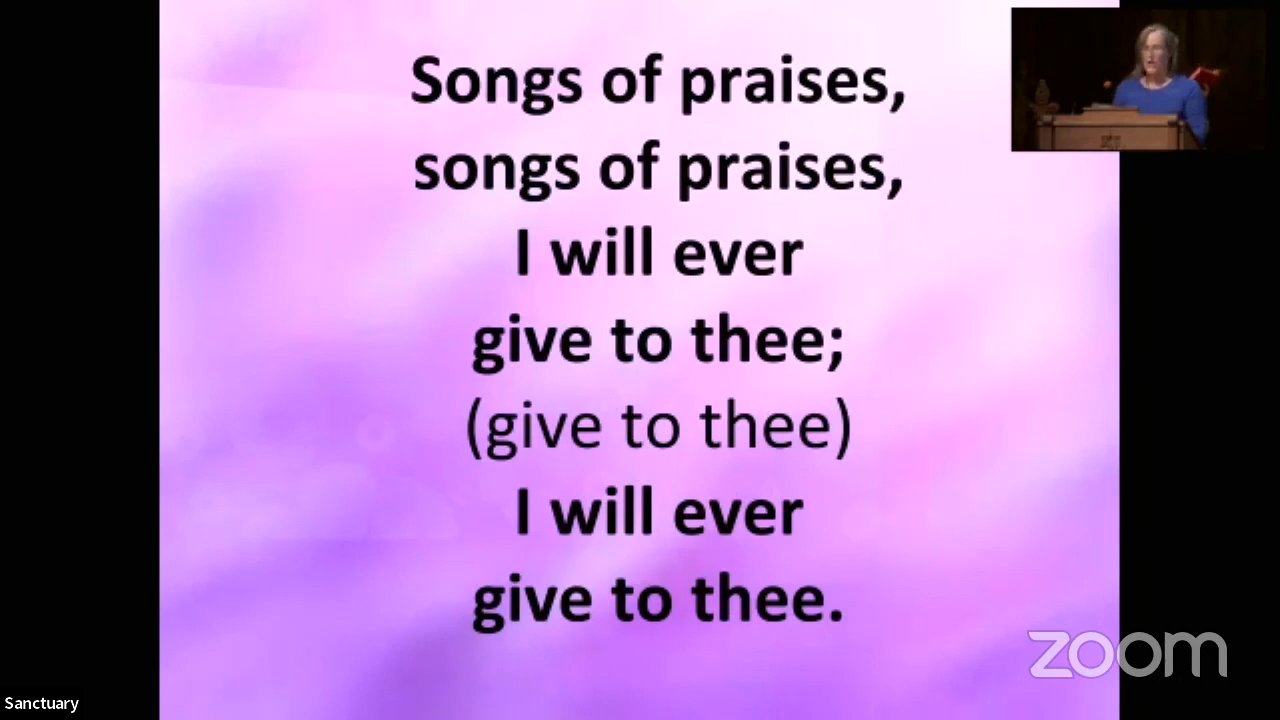 Songs of praises,
songs of praises,
I will ever
give to thee;
(give to thee)
I will ever
give to thee.
zoom
Sanctuary